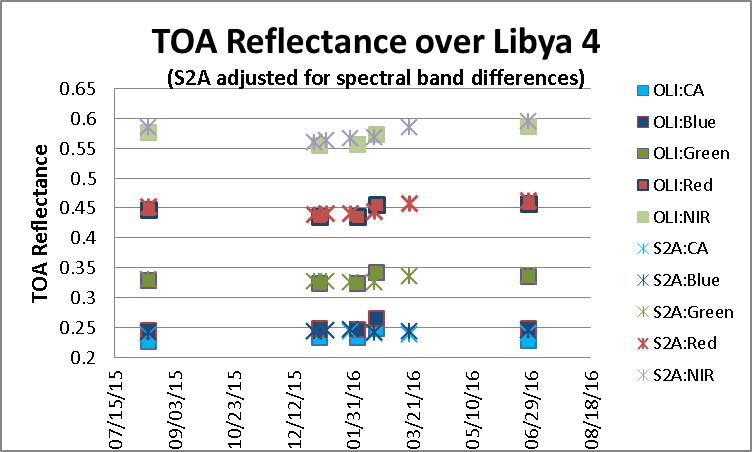 TOA Reflectance over Libya 4
(S2A adjusted for spectral band differences)
TOA Reflectance
0.65
0.6
0.55
0.5
0.45
0.4
0.35
0.3
0.25
0.2
07/15/15
09/03/15
10/23/15
12/12/15
01/31/16
03/21/16
05/10/16
06/29/16
08/18/16
OLI:CA
OLI:Blue
OLI:Green
OLI:Red
OLI:NIR
S2A:CA
S2A:Blue
S2A:Green
S2A:Red
S2A:NIR